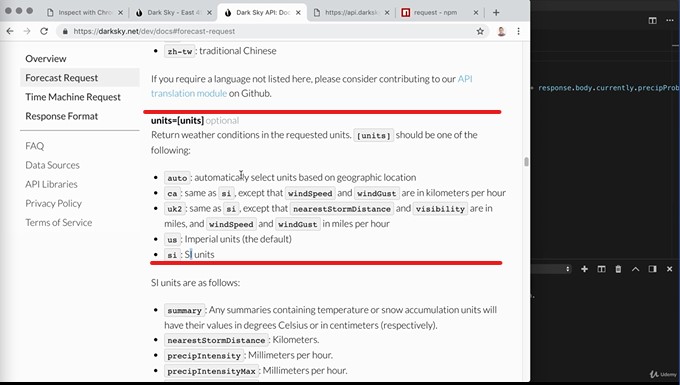 Inspect with Chro
Dark Sky - East 4
Dark Sky API: Doc
https://api.darksk
request - npm
https://darksky.net/dev/docs#forecast-request
Overview
Forecast Request
Time Machine Request
Response Format
FAQ
Data Sources
API Libraries
Privacy Policy
Terms of Service
zh-tw : traditional Chinese
If you require a language not listed here, please consider contributing to our API
translation module on Github.
units=[units] optional
Return weather conditions in the requested units. [units] should be one of the
following:
auto : automatically select units based on geographic location
ca : same as si , except that windSpeed and windGust are in kilometers per hour
uk2 : same as si , except that nearestStormDistance and visibility are in
miles, and windSpeed and windGust in miles per hour
us : Imperial units (the default)
si : SI units
SI units are as follows:
summary : Any summaries containing temperature or snow accumulation units will
have their values in degrees Celsius or in centimeters (respectively).
nearestStormDistance : Kilometers.
precipIntensity : Millimeters per hour.
precipIntensityMax : Millimeters per hour.
+ response.body.currently.precipProb
Udemy